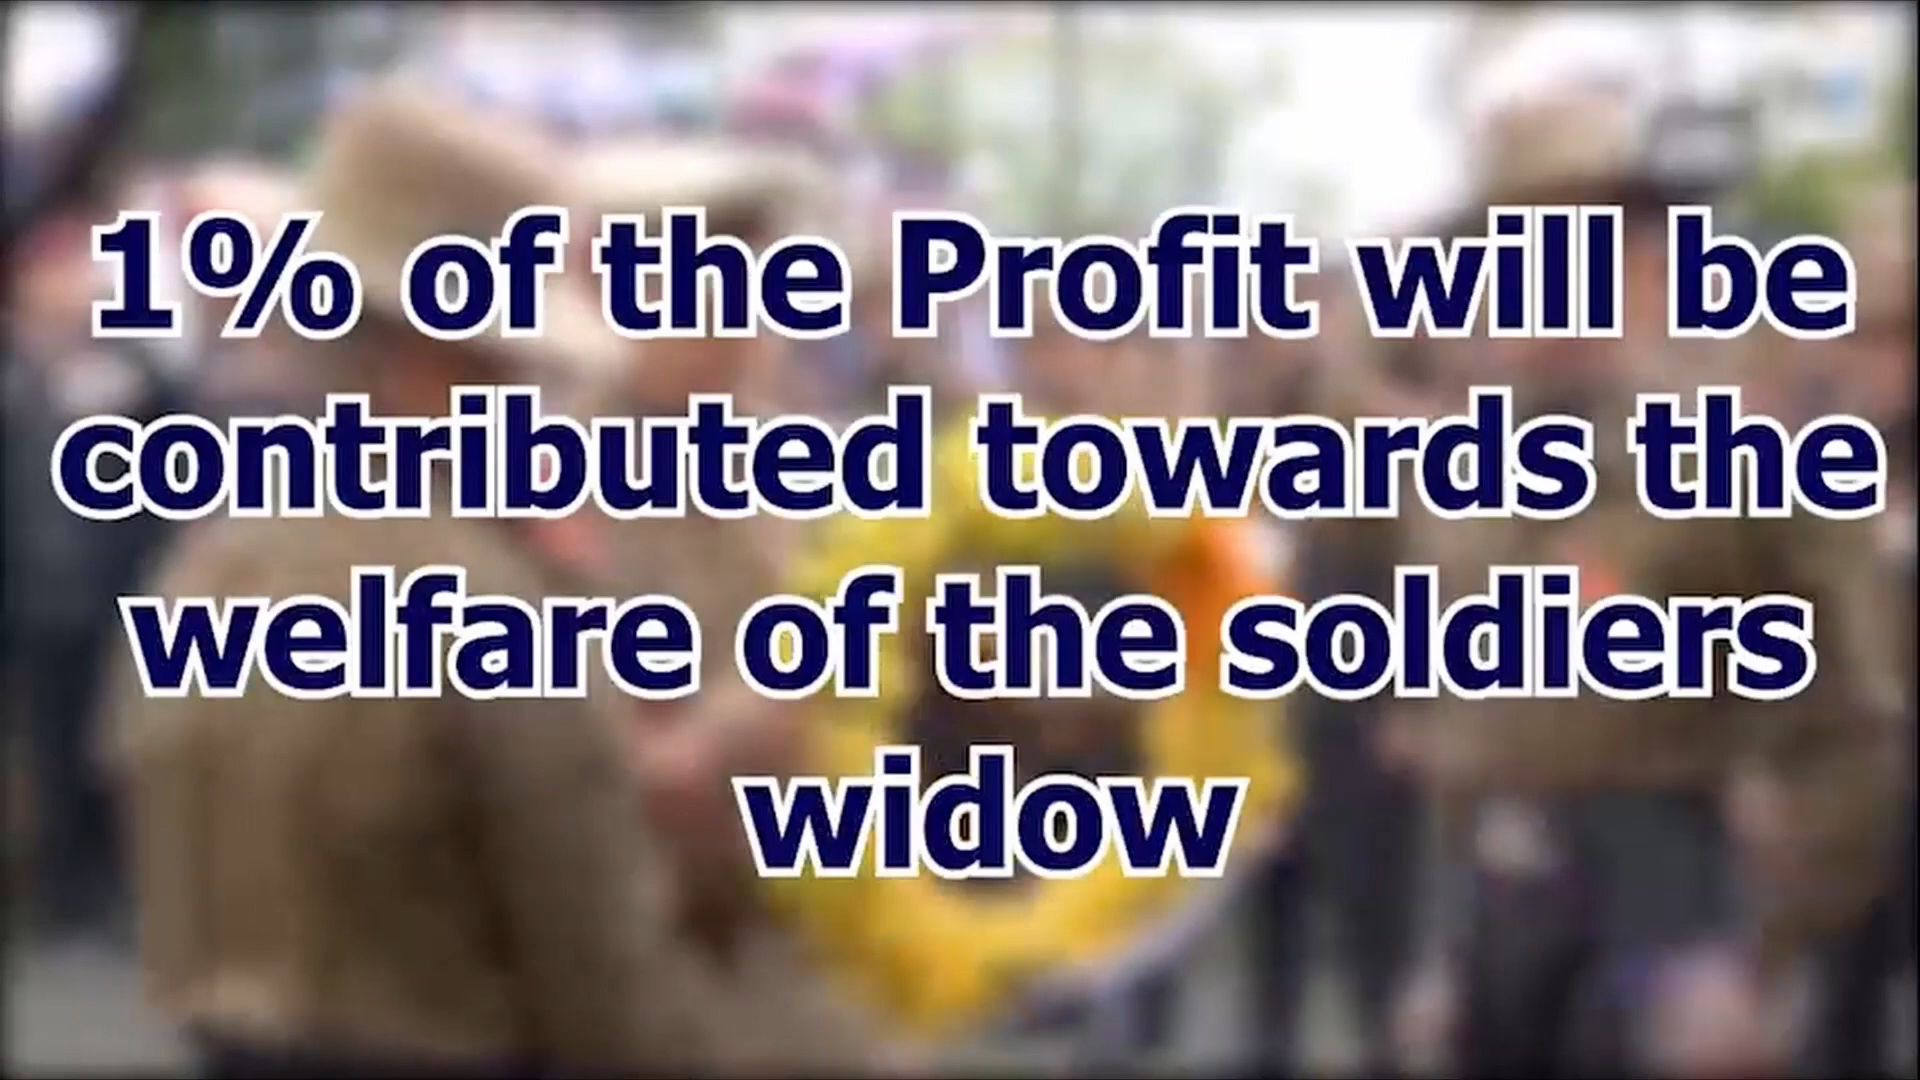 1% of the Profit will be
contributed towards the
welfare of the soldiers
widow